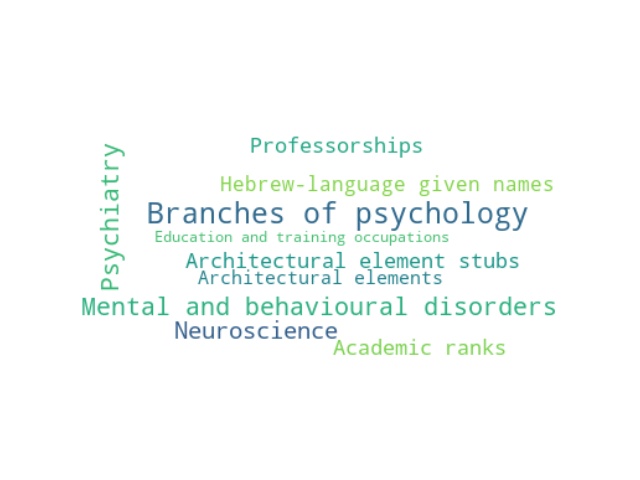 Professorships
Psychiatry
Hebrew-language given names
Branches of psychology
Education and training occupations
Architectural element stubs
Architectural elements
Mental and behavioural disorders
Neuroscience
Academic ranks